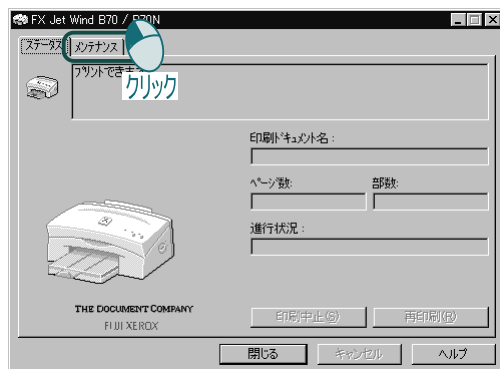 FX Jet Wind B70 / B70N
ステータス メンテナンス
プリントできます
クリック
印刷ドキュメント名:
ページ数: 部数:
進行状況:
THE DOCUMENT COMPANY
FUJI XEROX
印刷中止(S) 再印刷(R)
閉じる キャンセル ヘルプ